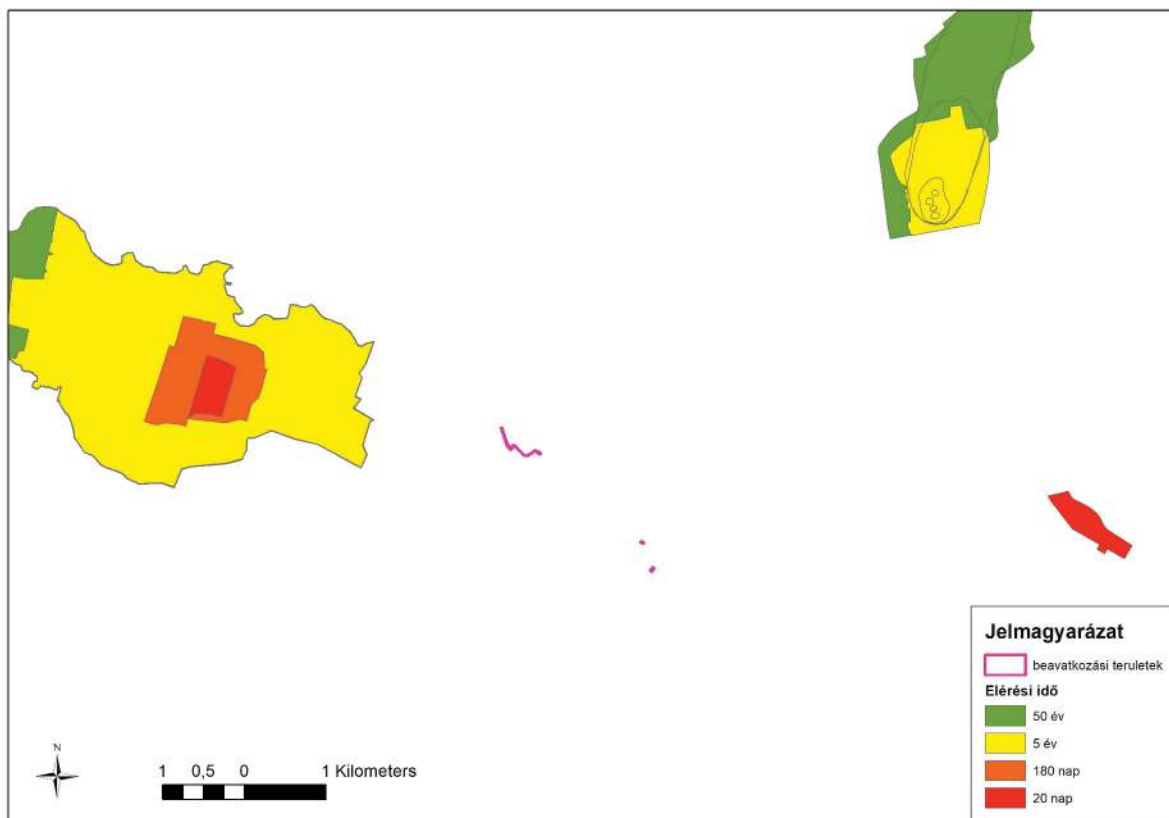 Jelmagyarázat
beavatkozási teruletek
Elérési idő
50 év
5 év
180 nap
20 nap
N
1 0,5 0 1 Kilometers